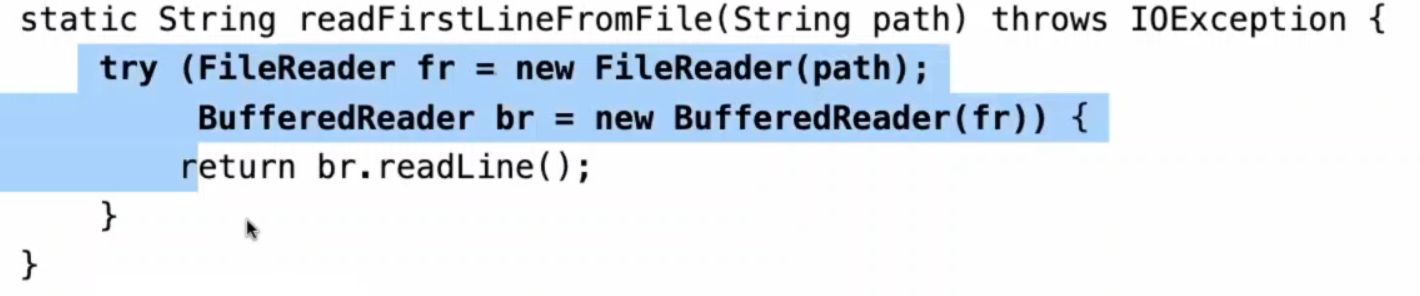 static String readFirstLineFromFile(String path) throws IOException {
    try (FileReader fr = new FileReader(path);
         BufferedReader br = new BufferedReader(fr)) {
        return br.readLine();
    }
}